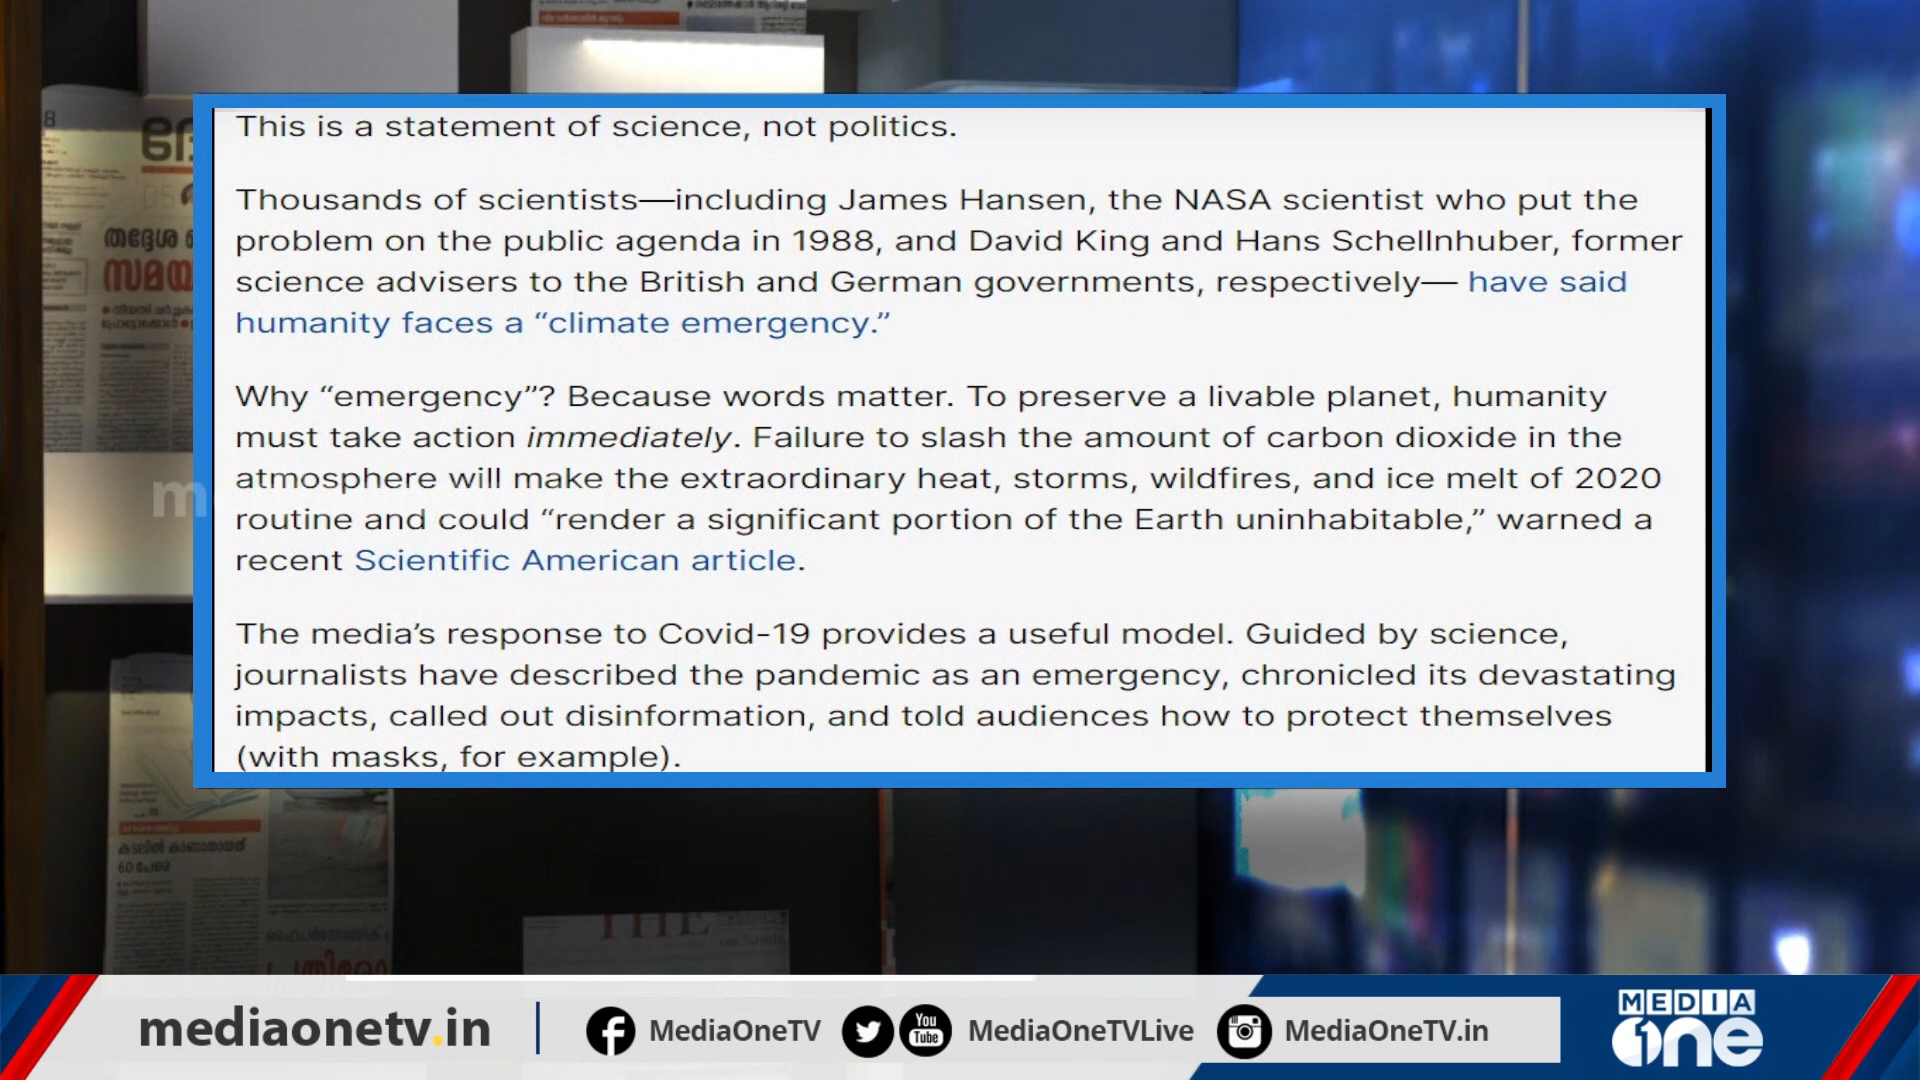 This is a statement of science, not politics.
Thousands of scientists—including James Hansen, the NASA scientist who put the
problem on the public agenda in 1988, and David King and Hans Schellnhuber, former
science advisers to the British and German governments, respectively— have said
humanity faces a “climate emergency.”
Why “emergency”? Because words matter. To preserve a livable planet, humanity
must take action immediately. Failure to slash the amount of carbon dioxide in the
atmosphere will make the extraordinary heat, storms, wildfires, and ice melt of 2020
routine and could “render a significant portion of the Earth uninhabitable,” warned a
recent Scientific American article.
The media’s response to Covid-19 provides a useful model. Guided by science,
journalists have described the pandemic as an emergency, chronicled its devastating
impacts, called out disinformation, and told audiences how to protect themselves
(with masks, for example).
തദ്ദേശ
കടലിൽ കാണാതായത്
60 പേരെ
THE
mediaonetv.in
MediaOneTV
You
Tube
MediaOneTVLive
MediaOneTV.in
MEDIA
one